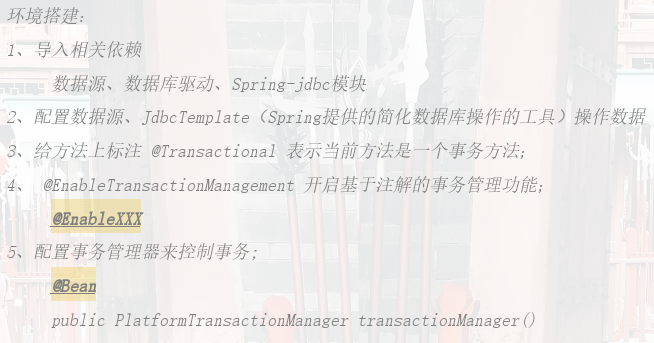 环境搭建:
1、导入相关依赖
数据源、数据库驱动、Spring-jdbc模块
2、配置数据源、JdbcTemplate（Spring提供的简化数据库操作的工具）操作数据
3、给方法上标注 @Transactional 表示当前方法是一个事务方法;
4、 @EnableTransactionManagement 开启基于注解的事务管理功能;
@EnableXXX
5、配置事务管理器来控制事务;
@Bean
public PlatformTransactionManager transactionManager()